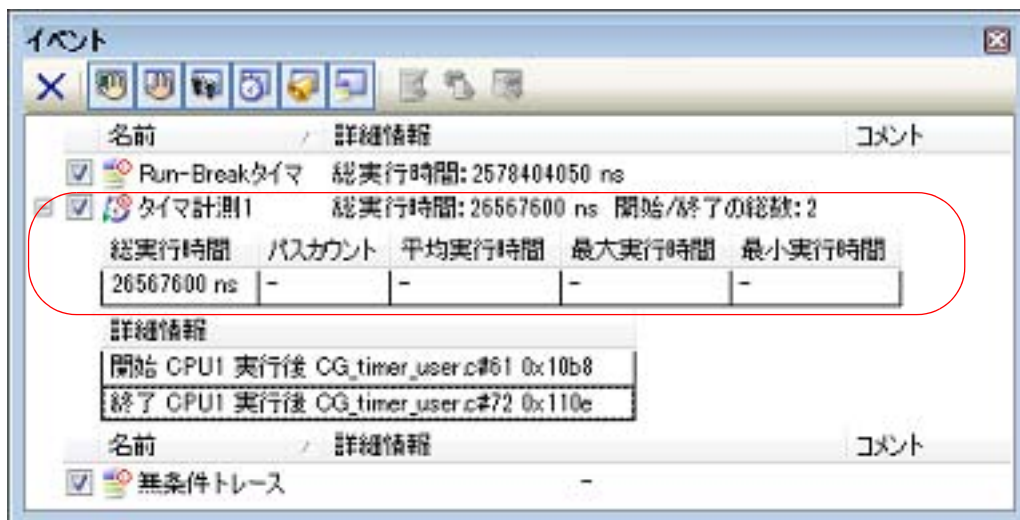 イベント
名前 詳細情報 コメント
Run-Breakタイマ 総実行時間: 2578404050 ns
タイマ計測1 総実行時間: 26567600 ns 開始/終了の総数: 2
総実行時間 パスカウント 平均実行時間 最大実行時間 最小実行時間
26567600 ns - - - -
詳細情報
開始 CPU1 実行後 CG_timer_user.c#61 0x10b8
終了 CPU1 実行後 CG_timer_user.c#72 0x110e
名前 詳細情報 コメント
無条件トレース -